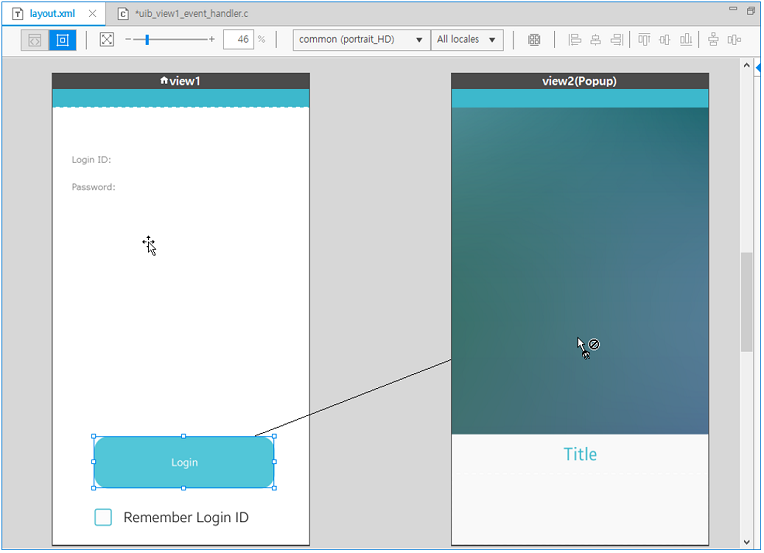 layout.xml
*uib_view1_event_handler.c
46 %
common (portrait_HD)
All locales
view1
view2(Popup)
Login ID:
Password:
Title
Login
Remember Login ID